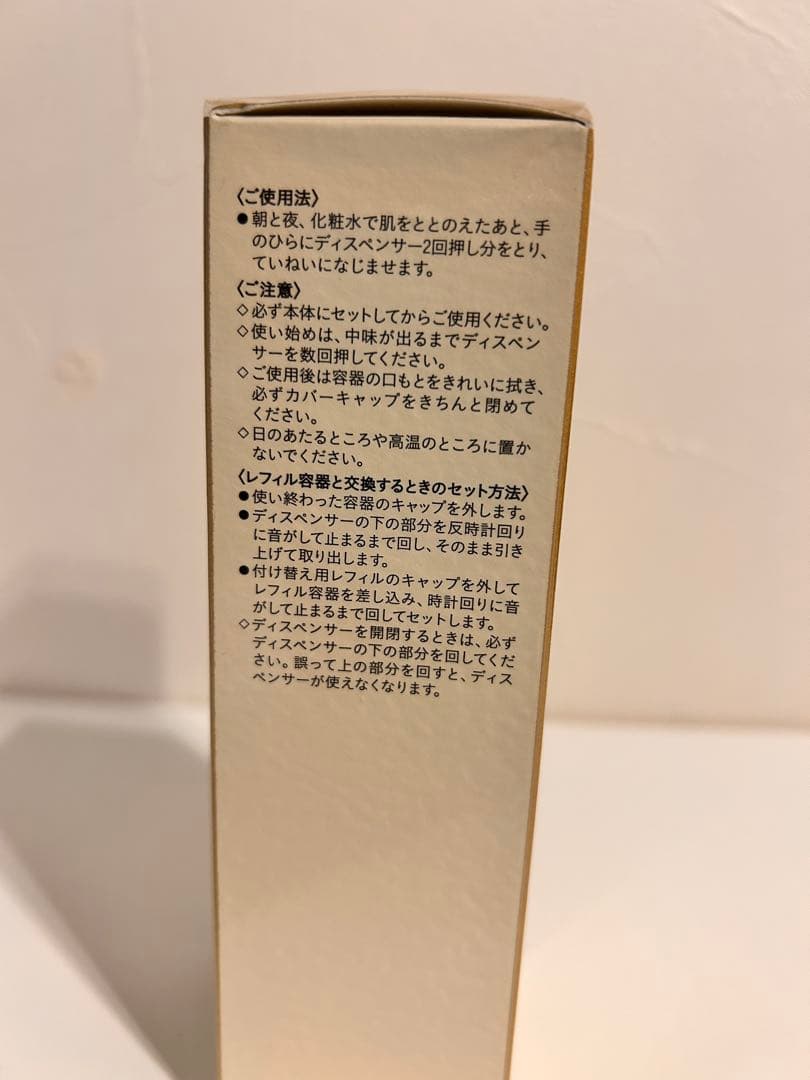 〈ご使用法〉
●朝と夜、化粧水で肌をととのえたあと、手
のひらにディスペンサー2回押し分をとり、
ていねいになじませます。
〈ご注意〉
◇必ず本体にセットしてからご使用ください。
◇使い始めは、中味が出るまでディスペン
サーを数回押してください。
◇ご使用後は容器の口もとをきれいに拭き、
必ずカバーキャップをきちんと閉めて
ください。
◇日のあたるところや高温のところに置か
ないでください。
〈レフィル容器と交換するときのセット方法〉
●使い終わった容器のキャップを外します。
●ディスペンサーの下の部分を反時計回り
に音がして止まるまで回し、そのまま引き
上げて取り出します。
●付け替え用レフィルのキャップを外して
レフィル容器を差し込み、時計回りに音
がして止まるまで回してセットします。
◇ディスペンサーを開閉するときは、必ず
ディスペンサーの下の部分を回してくだ
さい。誤って上の部分を回すと、ディス
ペンサーが使えなくなります。